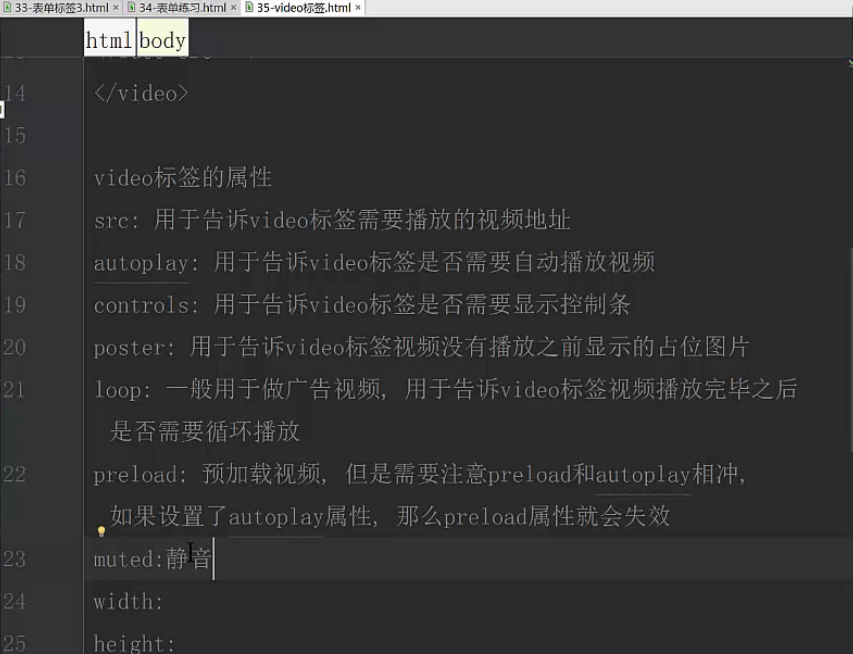 33-表单标签3.html × 34-表单练习.html × 35-video标签.html ×
html body
14 </video>
15
16 video标签的属性
17 src: 用于告诉video标签需要播放的视频地址
18 autoplay: 用于告诉video标签是否需要自动播放视频
19 controls: 用于告诉video标签是否需要显示控制条
20 poster: 用于告诉video标签视频没有播放之前显示的占位图片
21 loop: 一般用于做广告视频, 用于告诉video标签视频播放完毕之后
是否需要循环播放
22 preload: 预加载视频, 但是需要注意preload和autoplay相冲,
如果设置了autoplay属性, 那么preload属性就会失效
23 muted:静音
24 width:
25 height: